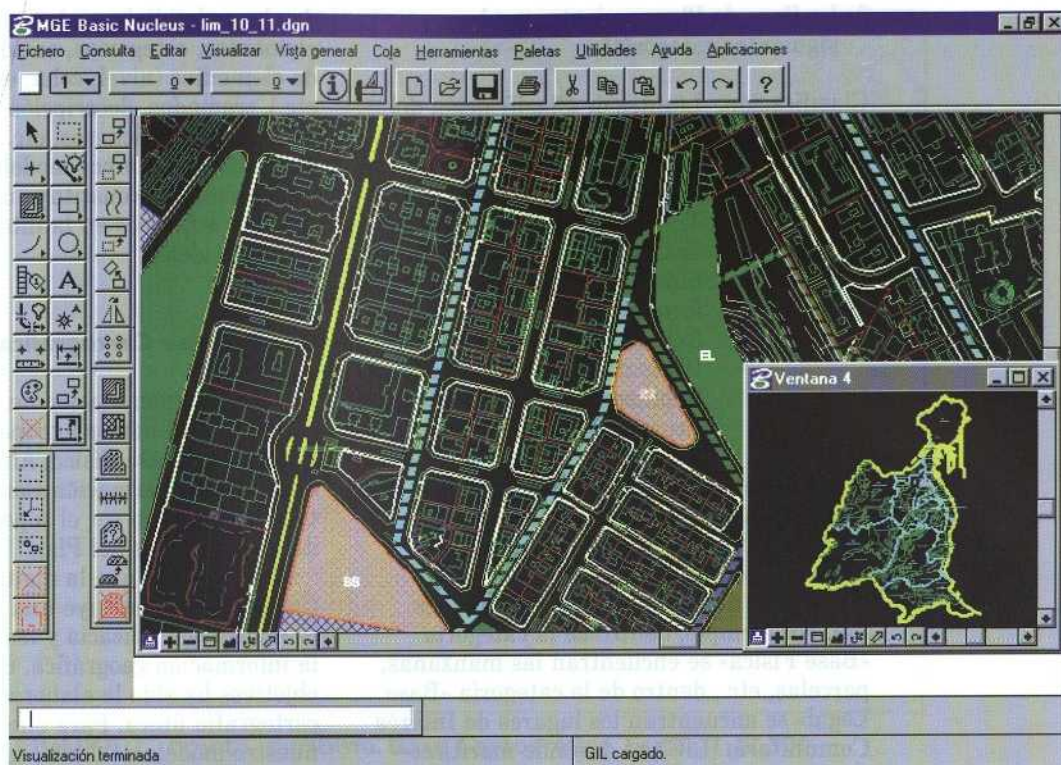 MGE Basic Nucleus - lim_10_11.dgn
Fichero Consulta Editar Visualizar Vista general Cola Herramientas Paletas Utilidades Ayuda Aplicaciones
1 0 0 ?
A
EL
SS
Ventana 4
Visualización terminada
GIL cargado.